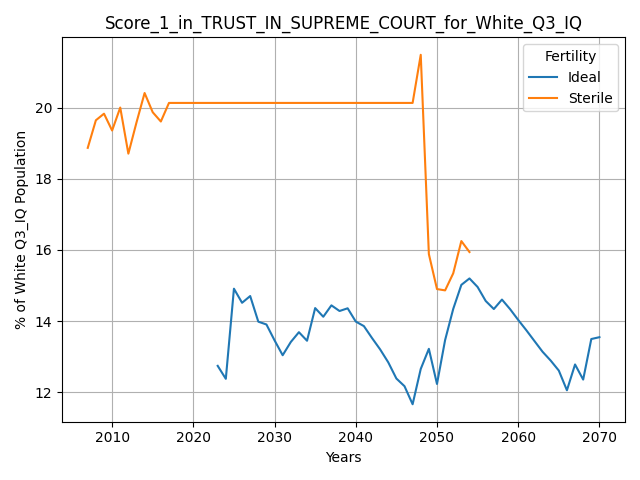 Score_1_in_TRUST_IN_SUPREME_COURT_for_White_Q3_IQ
Fertility
Ideal
Sterile
% of White Q3_IQ Population
20
18
16
14
12
2010
2020
2030
2040
2050
2060
2070
Years